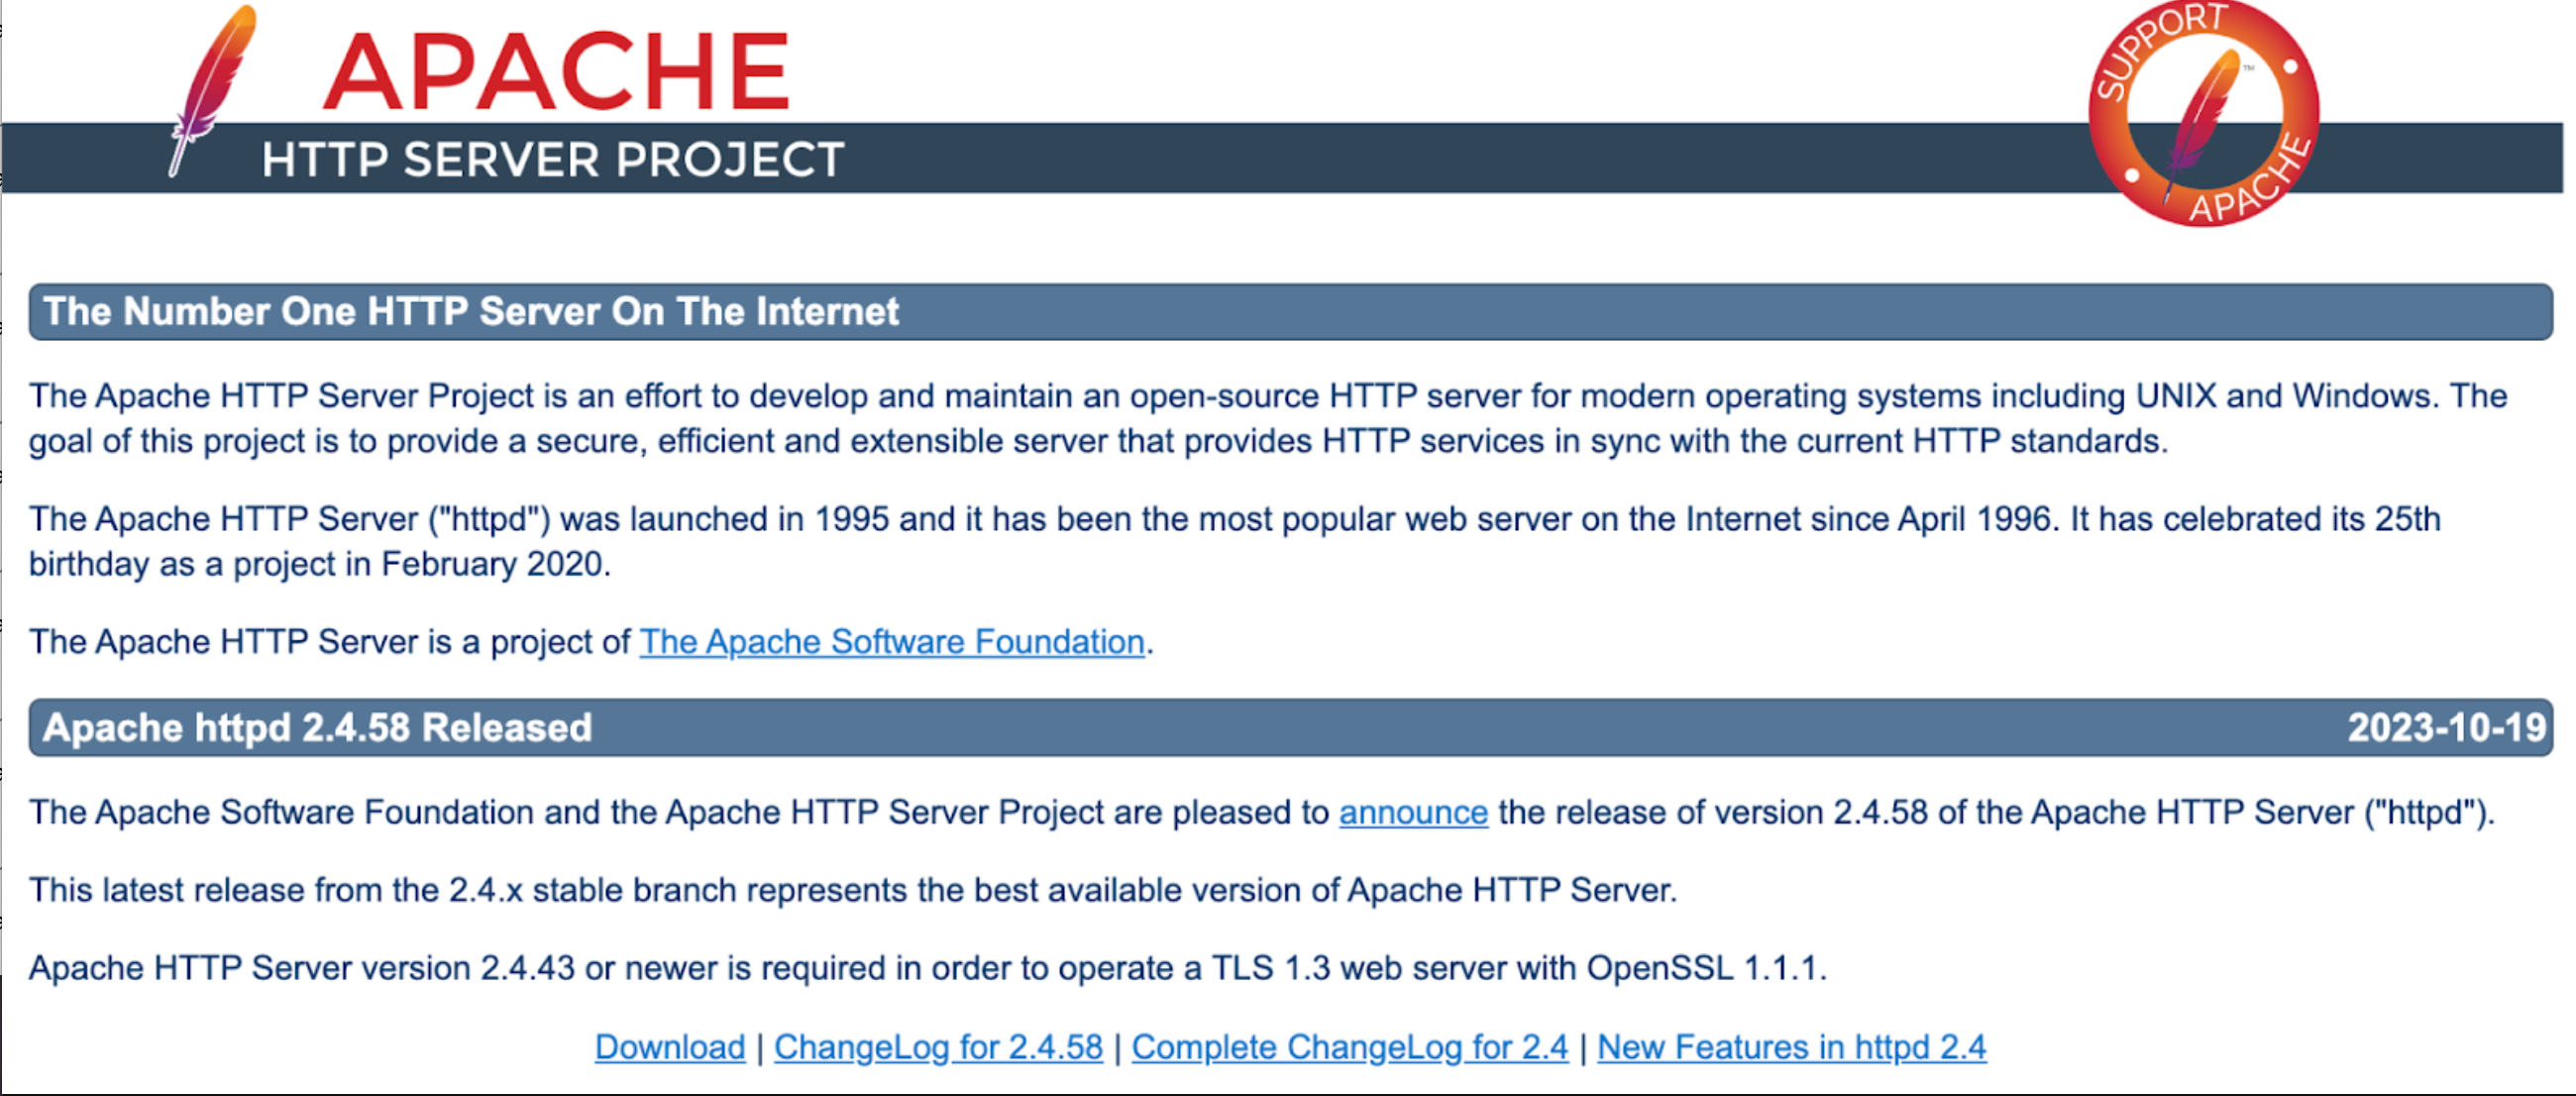 APACHE
HTTP SERVER PROJECT
SUPPORT
APACHE
TM
The Number One HTTP Server On The Internet
The Apache HTTP Server Project is an effort to develop and maintain an open-source HTTP server for modern operating systems including UNIX and Windows. The
goal of this project is to provide a secure, efficient and extensible server that provides HTTP services in sync with the current HTTP standards.
The Apache HTTP Server ("httpd") was launched in 1995 and it has been the most popular web server on the Internet since April 1996. It has celebrated its 25th
birthday as a project in February 2020.
The Apache HTTP Server is a project of The Apache Software Foundation.
Apache httpd 2.4.58 Released 2023-10-19
The Apache Software Foundation and the Apache HTTP Server Project are pleased to announce the release of version 2.4.58 of the Apache HTTP Server ("httpd").
This latest release from the 2.4.x stable branch represents the best available version of Apache HTTP Server.
Apache HTTP Server version 2.4.43 or newer is required in order to operate a TLS 1.3 web server with OpenSSL 1.1.1.
Download | ChangeLog for 2.4.58 | Complete ChangeLog for 2.4 | New Features in httpd 2.4